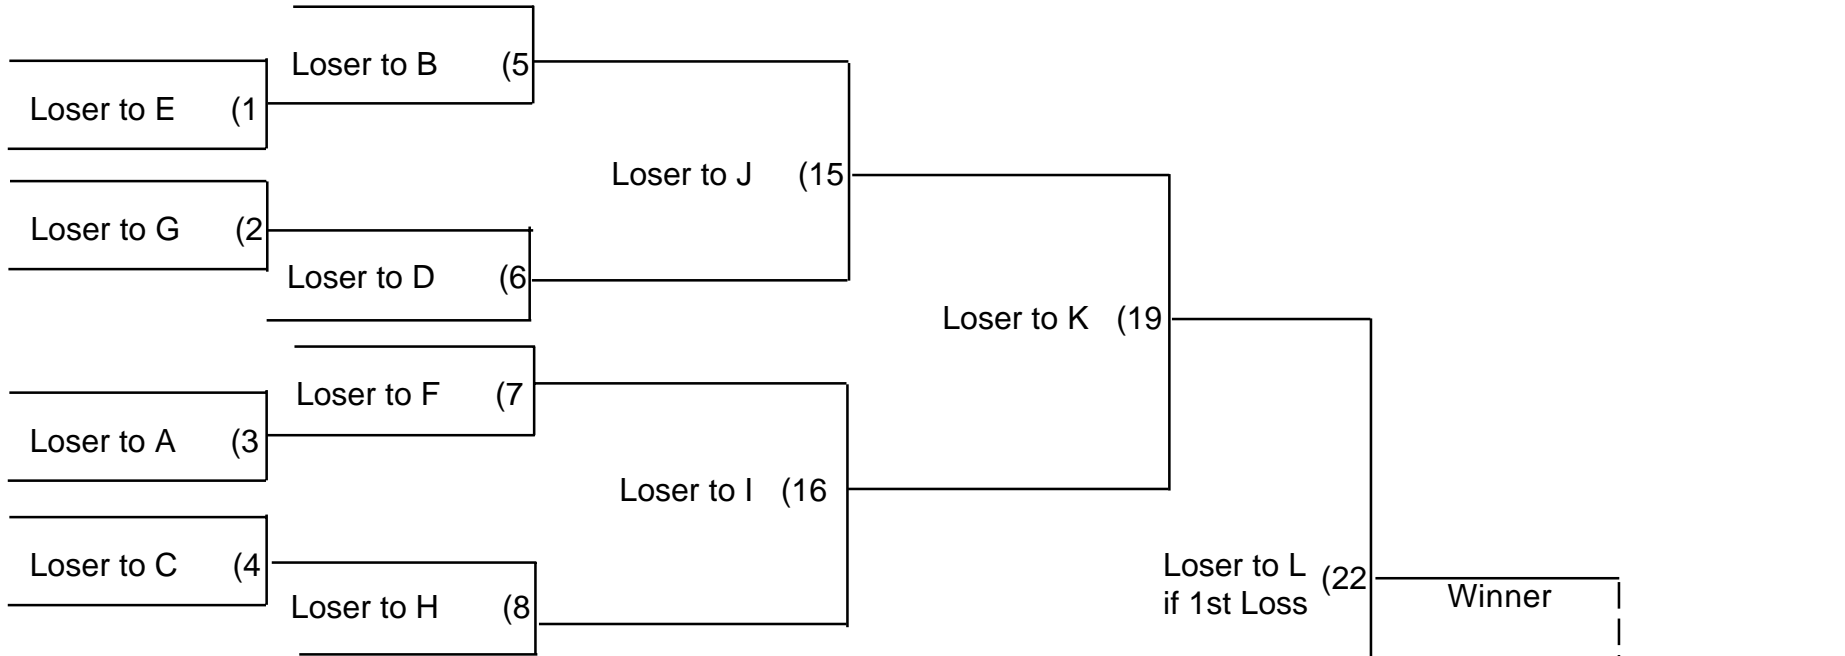 Loser to B (5
Loser to E (1
Loser to J (15
Loser to G (2
Loser to D (6
Loser to K (19
Loser to F (7
Loser to A (3
Loser to I (16
Loser to C (4
Loser to L (22
if 1st Loss
Winner
Loser to H (8